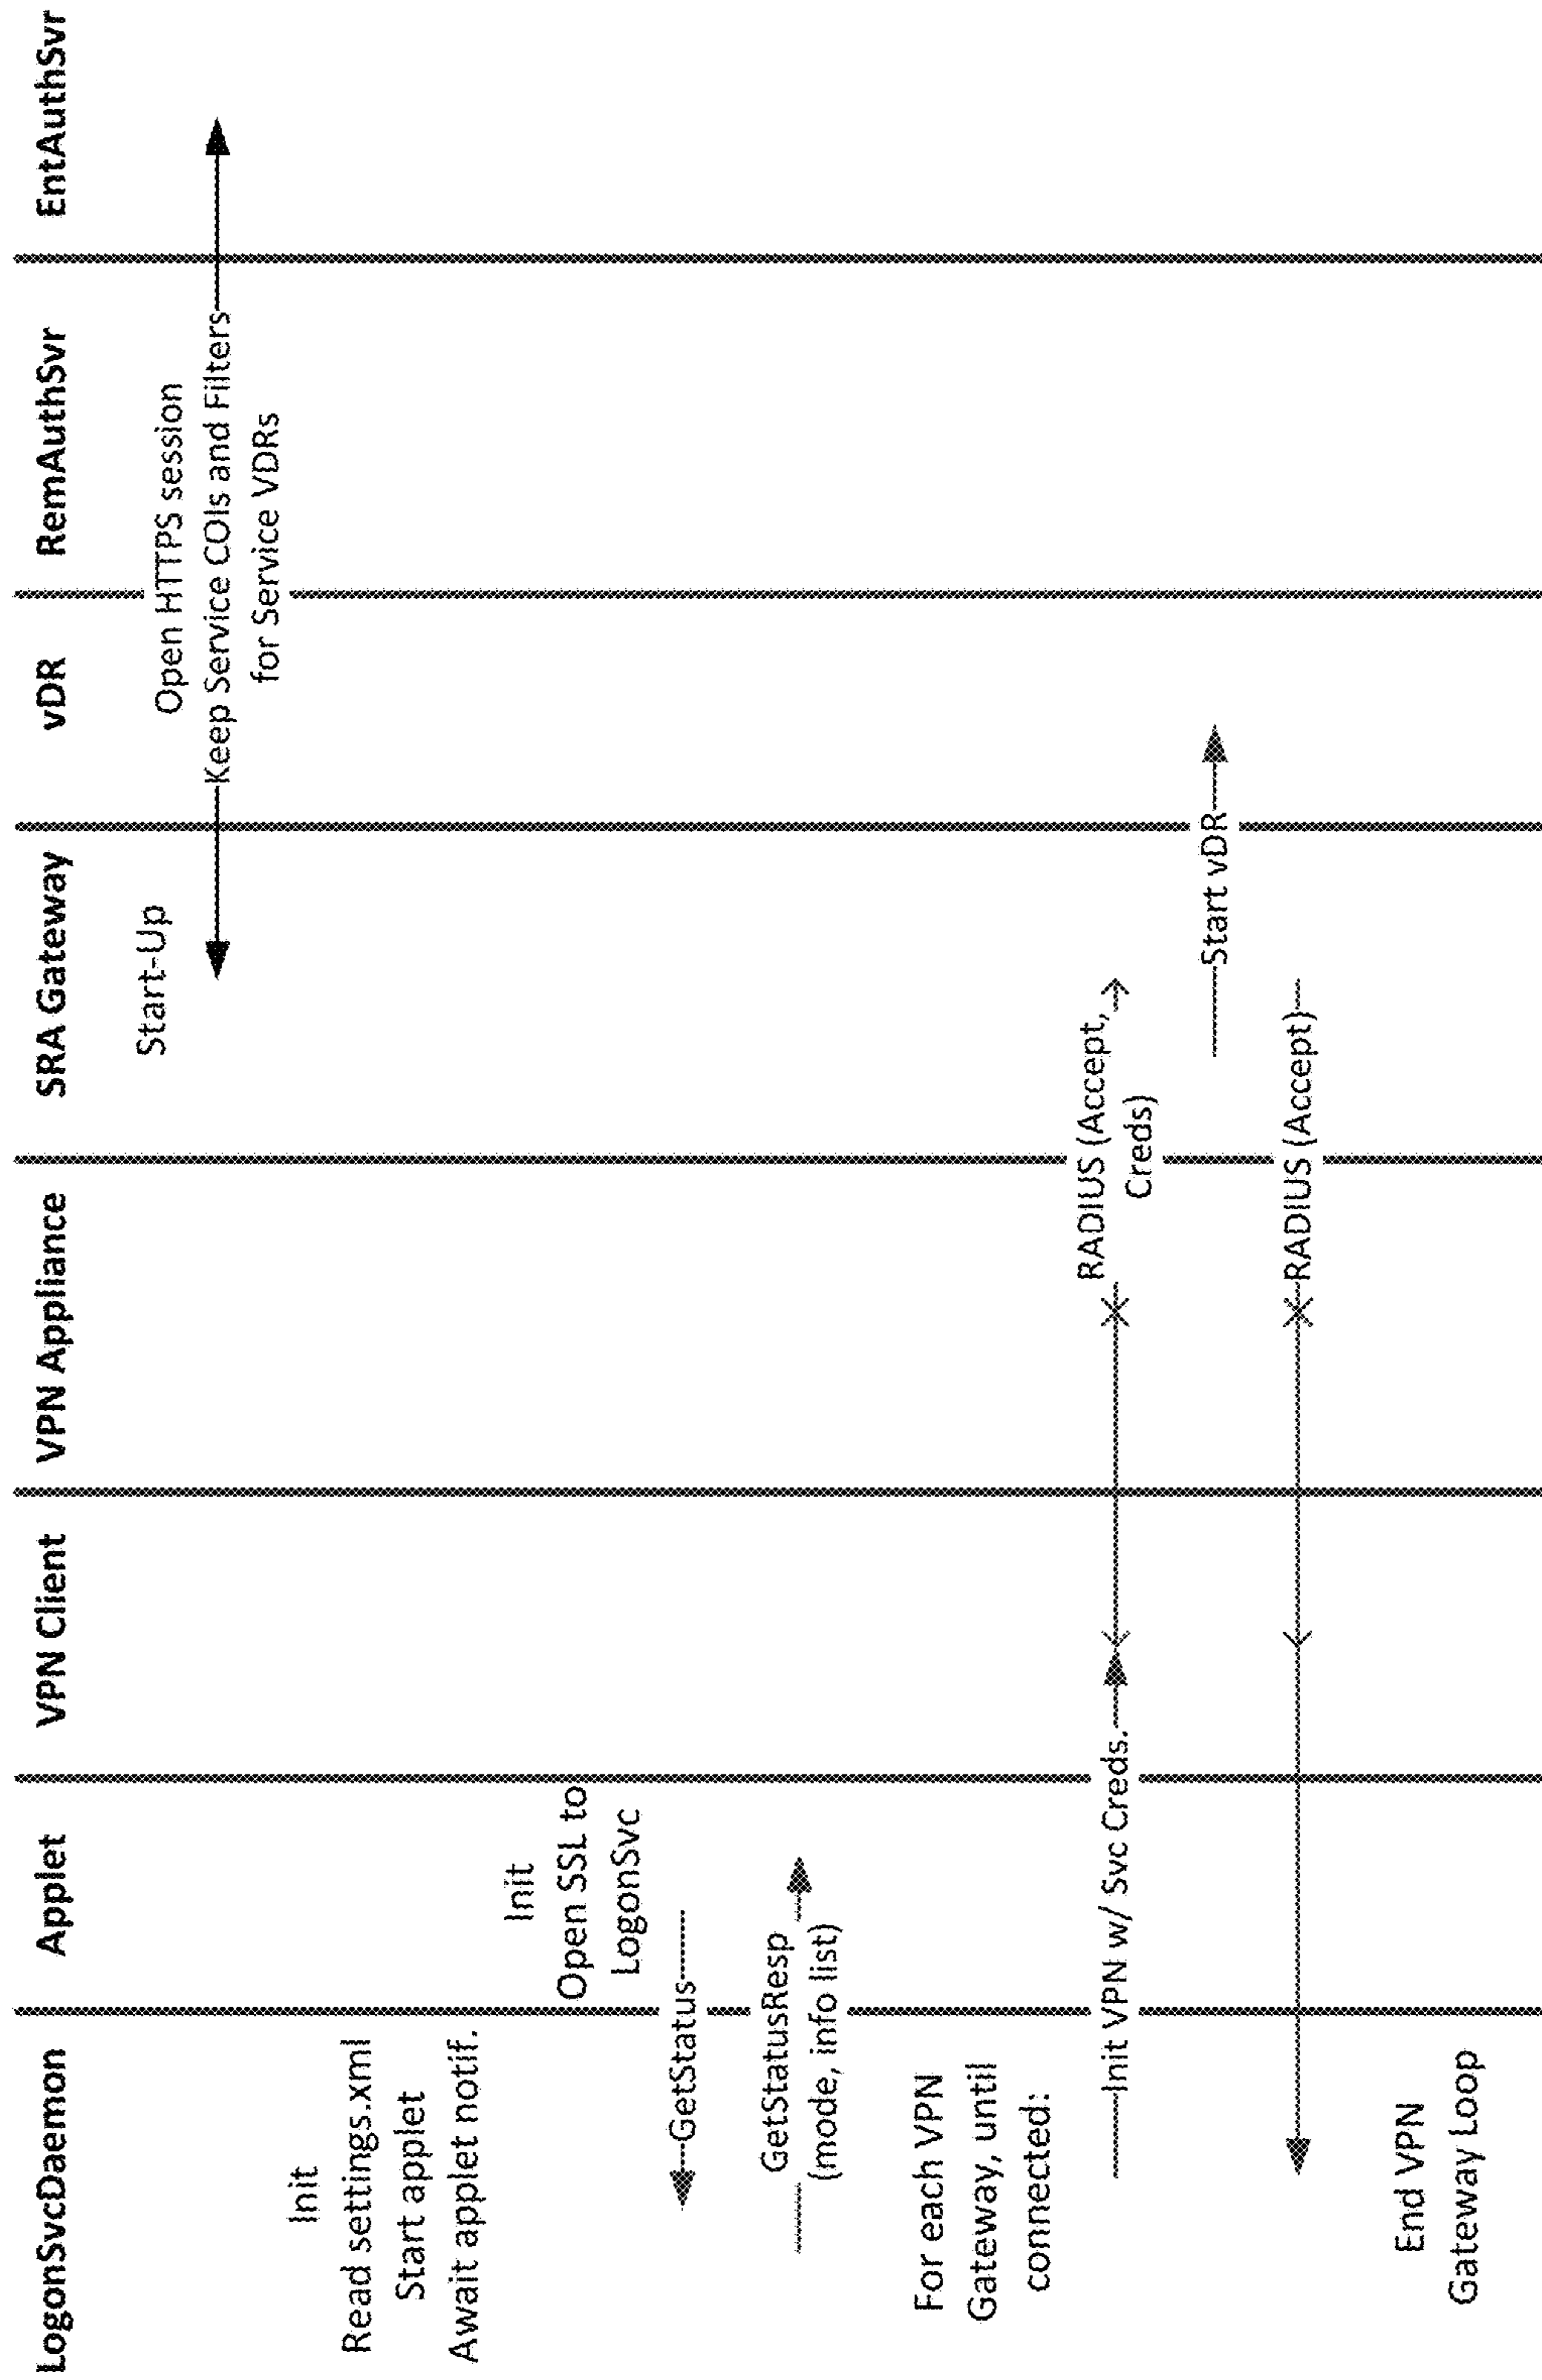 LogonSvcDaemon
Applet
VPN Client
VPN Appliance
SRA Gateway
vDR
RemAuthSvr
EntAuthSvr
Start-Up
Open HTTPS session
Keep Service COIs and Filters
for Service VDRs
Init
Read settings.xml
Start applet
Await applet notif.
Init
Open SSL to
LogonSvc
GetStatus
GetStatusResp
(mode, info list)
For each VPN
Gateway, until
connected:
Init VPN w/ Svc Creds.
RADIUS (Accept,
Creds)
Start vDR
RADIUS (Accept)
End VPN
Gateway Loop